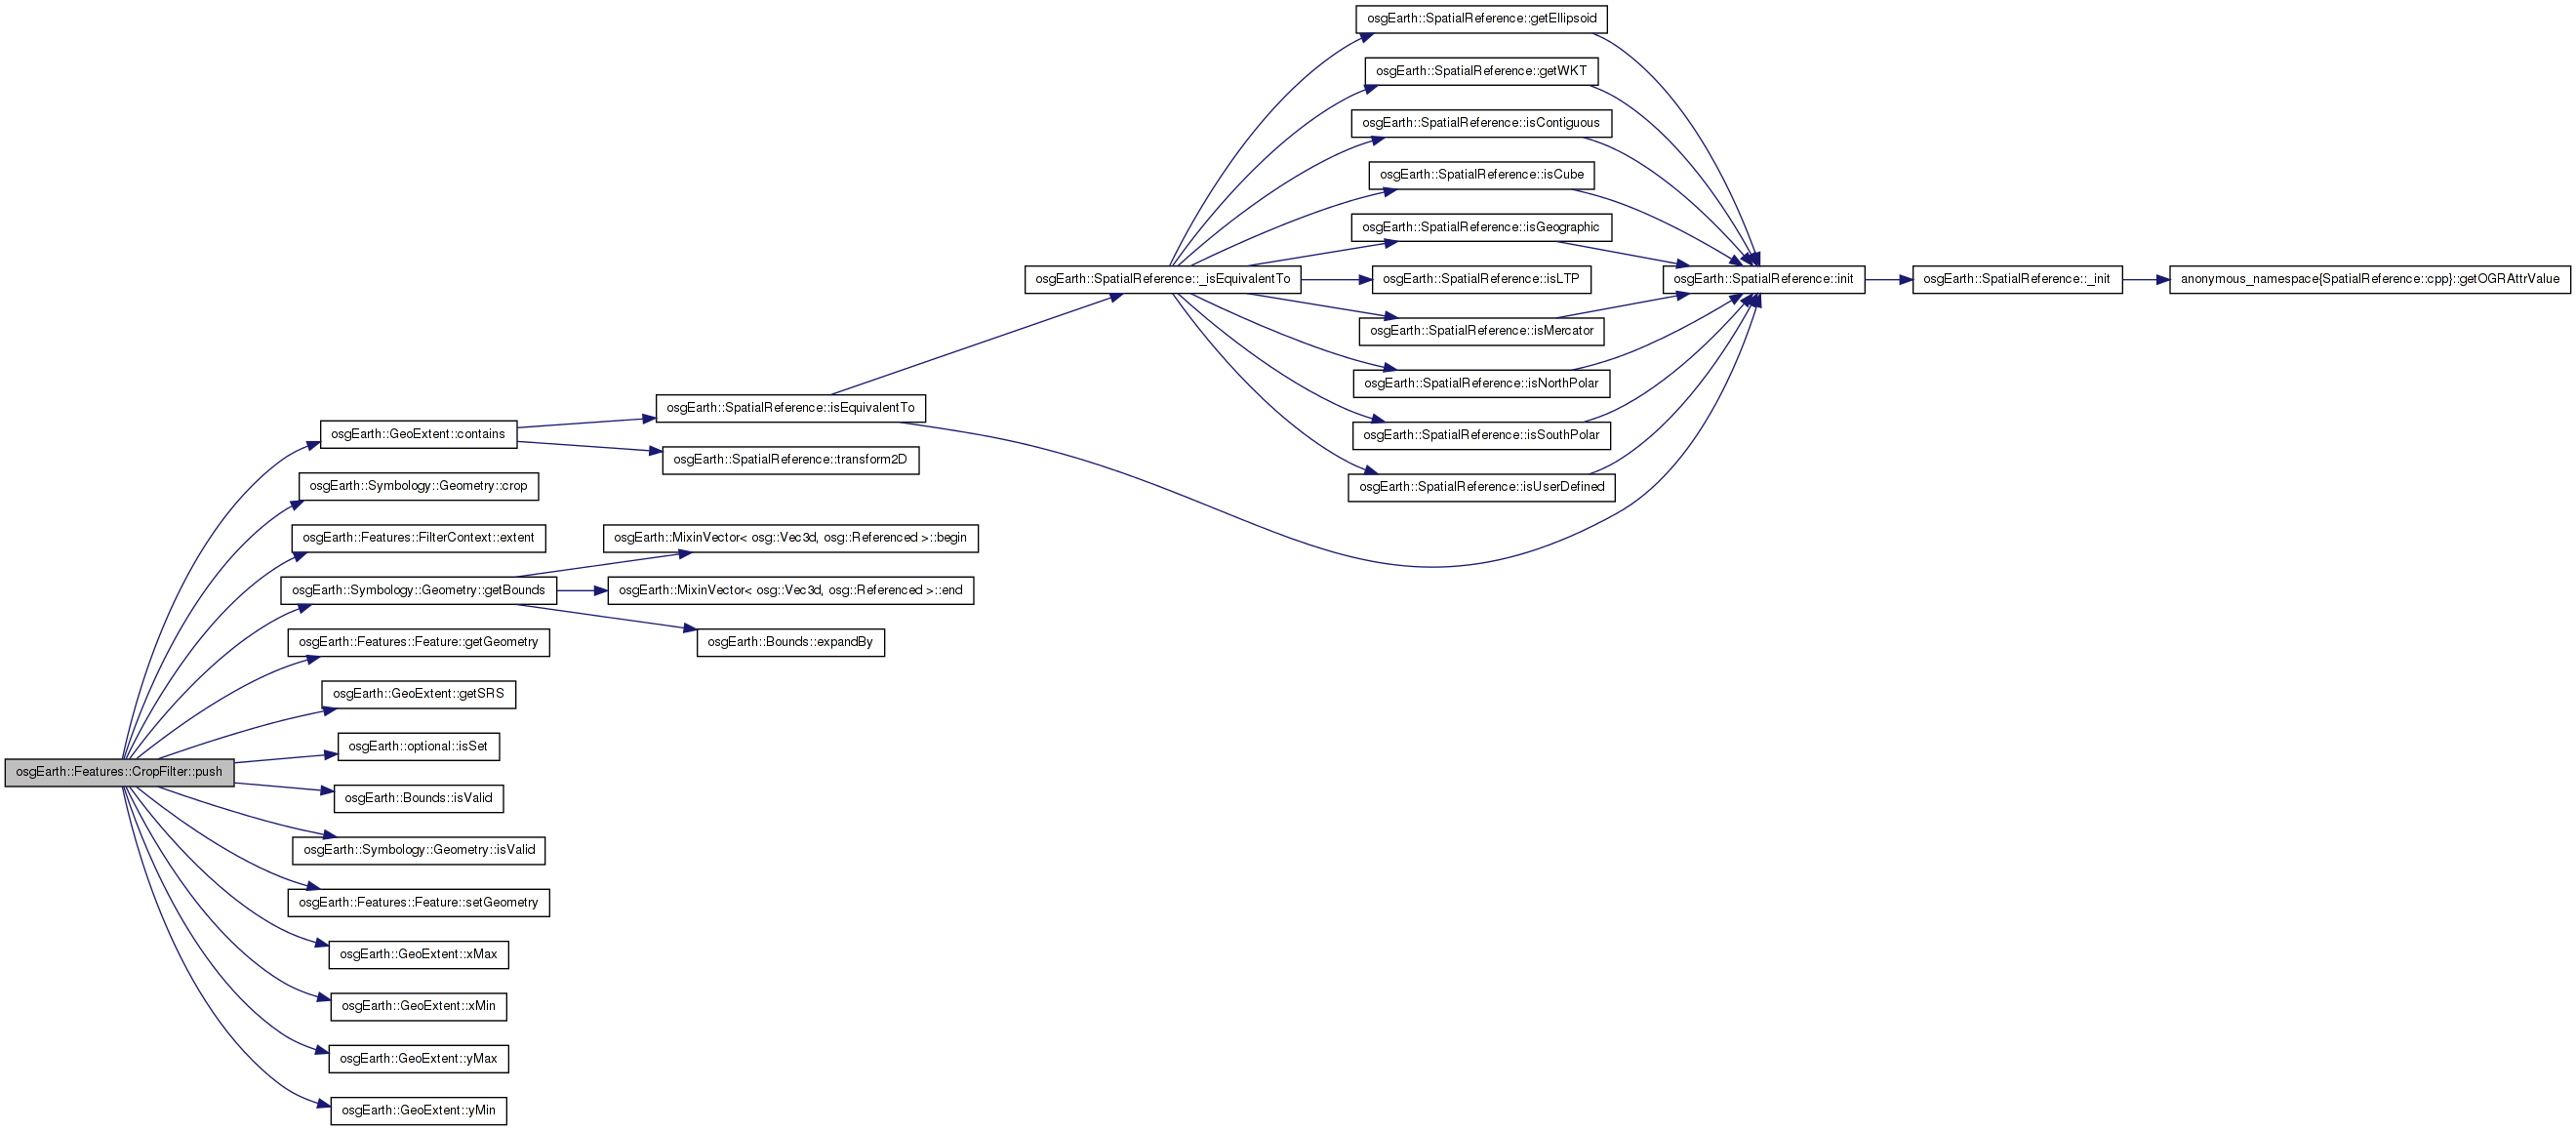 osgEarth::Features::CropFilter::push
osgEarth::GeoExtent::contains
osgEarth::Symbology::Geometry::crop
osgEarth::Features::FilterContext::extent
osgEarth::Symbology::Geometry::getBounds
osgEarth::Features::Feature::getGeometry
osgEarth::GeoExtent::getSRS
osgEarth::optional::isSet
osgEarth::Bounds::isValid
osgEarth::Symbology::Geometry::isValid
osgEarth::Features::Feature::setGeometry
osgEarth::GeoExtent::xMax
osgEarth::GeoExtent::xMin
osgEarth::GeoExtent::yMax
osgEarth::GeoExtent::yMin
osgEarth::SpatialReference::isEquivalentTo
osgEarth::SpatialReference::transform2D
osgEarth::MixinVector< osg::Vec3d, osg::Referenced >::begin
osgEarth::MixinVector< osg::Vec3d, osg::Referenced >::end
osgEarth::Bounds::expandBy
osgEarth::SpatialReference::_isEquivalentTo
osgEarth::SpatialReference::getEllipsoid
osgEarth::SpatialReference::getWKT
osgEarth::SpatialReference::isContiguous
osgEarth::SpatialReference::isCube
osgEarth::SpatialReference::isGeographic
osgEarth::SpatialReference::isLTP
osgEarth::SpatialReference::isMercator
osgEarth::SpatialReference::isNorthPolar
osgEarth::SpatialReference::isSouthPolar
osgEarth::SpatialReference::isUserDefined
osgEarth::SpatialReference::init
osgEarth::SpatialReference::_init
anonymous_namespace{SpatialReference::cpp}::getOGRAttrValue